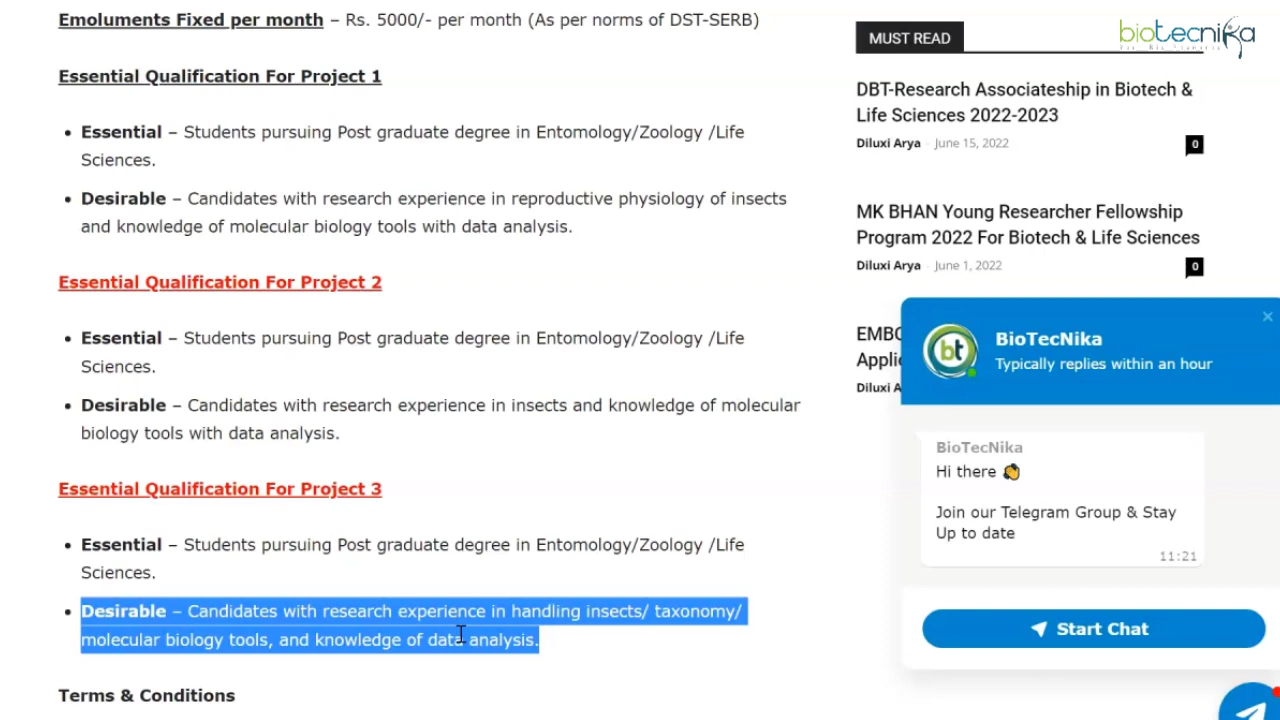 Emoluments Fixed per month – Rs. 5000/- per month (As per norms of DST-SERB)
Essential Qualification For Project 1
• Essential – Students pursuing Post graduate degree in Entomology/Zoology /Life
Sciences.
• Desirable – Candidates with research experience in reproductive physiology of insects
and knowledge of molecular biology tools with data analysis.
Essential Qualification For Project 2
• Essential – Students pursuing Post graduate degree in Entomology/Zoology /Life
Sciences.
• Desirable – Candidates with research experience in insects and knowledge of molecular
biology tools with data analysis.
Essential Qualification For Project 3
• Essential – Students pursuing Post graduate degree in Entomology/Zoology /Life
Sciences.
• Desirable – Candidates with research experience in handling insects/ taxonomy/
molecular biology tools, and knowledge of data analysis.
Terms & Conditions
biotecnika
MUST READ
DBT-Research Associateship in Biotech &
Life Sciences 2022-2023
Diluxi Arya - June 15, 2022
0
MK BHAN Young Researcher Fellowship
Program 2022 For Biotech & Life Sciences
Diluxi Arya - June 1, 2022
0
EMBO
Applic
Diluxi A
bt
BioTecNika
Typically replies within an hour
BioTecNika
Hi there
Join our Telegram Group & Stay
Up to date
11:21
Start Chat